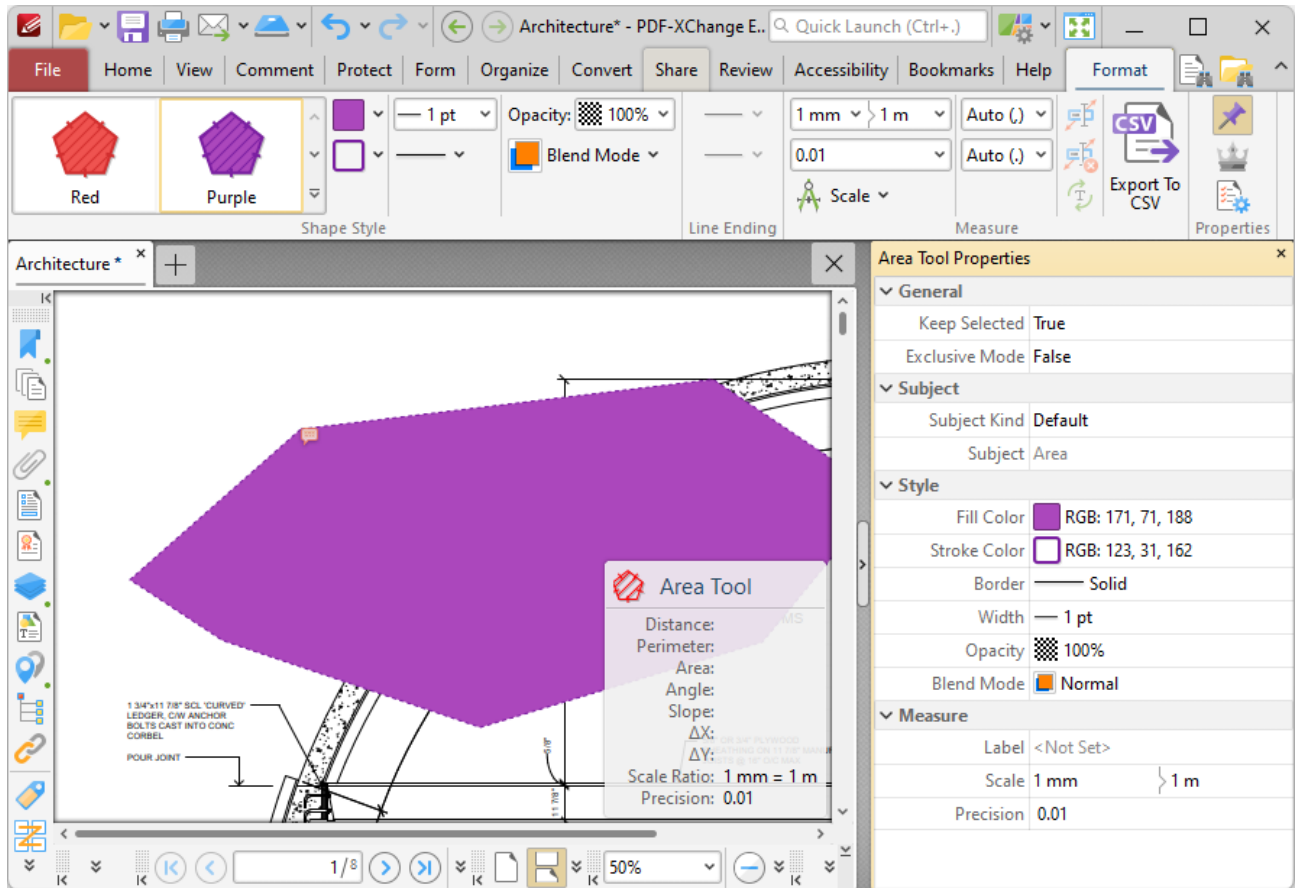 Architecture* - PDF-XChange E.. Quick Launch (Ctrl+.)
File Home View Comment Protect Form Organize Convert Share Review Accessibility Bookmarks Help Format
1 pt Opacity: 100% 1 mm 1 m Auto (,)
CSV
Blend Mode 0.01 Auto (.)
Red Purple Scale Export To
CSV
Shape Style Line Ending Measure Properties
Architecture * × Area Tool Properties
General
Keep Selected True
Exclusive Mode False
Subject
Subject Kind Default
Subject Area
Style
Fill Color RGB: 171, 71, 188
Stroke Color RGB: 123, 31, 162
Border Solid
Width 1 pt
Opacity 100%
Blend Mode Normal
Measure
Label <Not Set>
Scale 1 mm 1 m
Precision 0.01
Area Tool
Distance:
Perimeter:
Area:
Angle:
Slope:
ΔX:
ΔY:
Scale Ratio: 1 mm = 1 m
Precision: 0.01
1 3/4"x11 7/8" SCL 'CURVED'
LEDGER, C/W ANCHOR
BOLTS CAST INTO CONC
CORBEL
POUR JOINT
5/8"
11 7/8"
1/8 50%